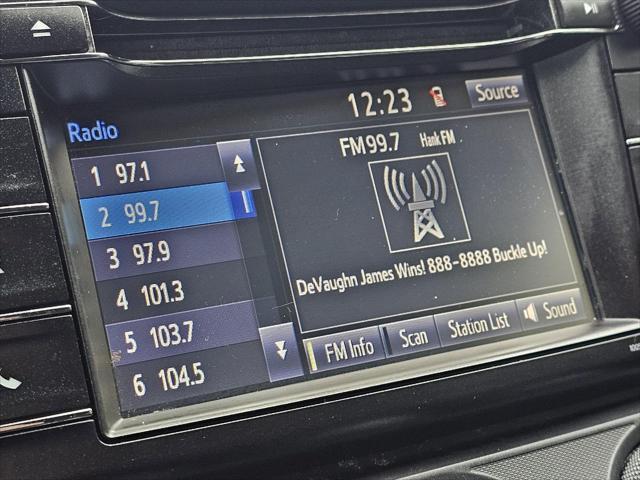 12:23
Source
Radio
FM 99.7 Hank FM
1 97.1
2 99.7
3 97.9
4 101.3
5 103.7
6 104.5
DeVaughn James Wins! 888-8888 Buckle Up!
FM Info
Scan
Station List
Sound